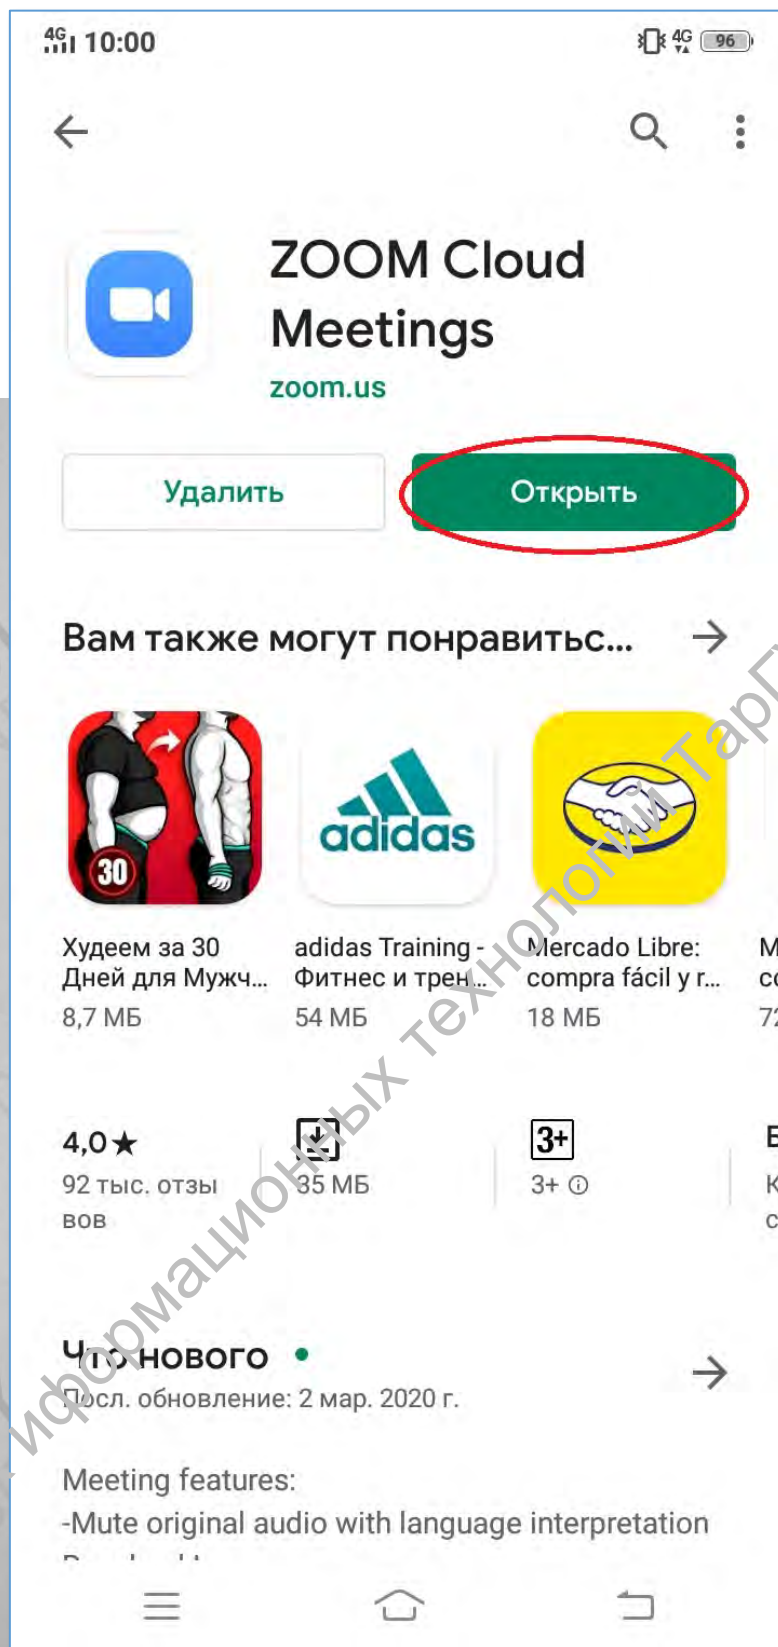 4G 10:00 4G 96
ZOOM Cloud
Meetings
zoom.us
Удалить Открыть
Вам также могут понравитьс...
30
adidas
Худеем за 30
Дней для Мужч...
8,7 МБ
adidas Training -
Фитнес и трен...
54 МБ
Mercado Libre:
compra fácil y r...
18 МБ
4,0★
92 тыс. отзы
вов
35 МБ
3+
3+
Что нового
Посл. обновление: 2 мар. 2020 г.
Meeting features:
-Mute original audio with language interpretation
информационных технологий ТарГУ